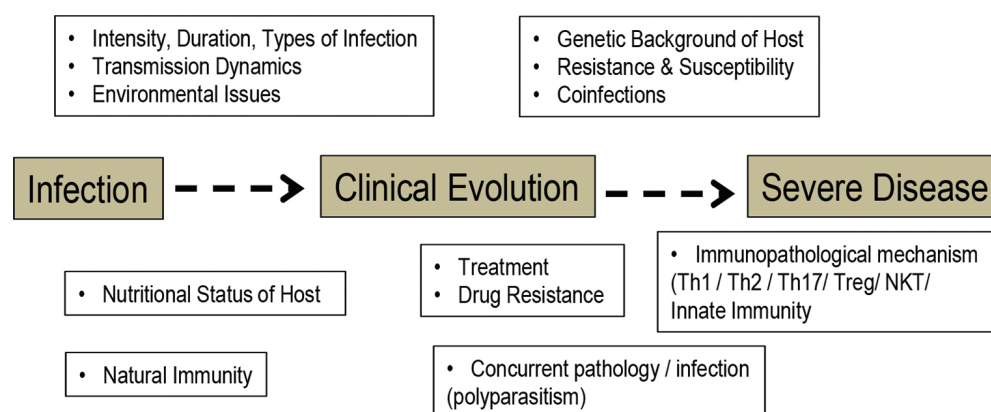 • Intensity, Duration, Types of Infection
• Transmission Dynamics
• Environmental Issues
• Genetic Background of Host
• Resistance & Susceptibility
• Coinfections
Infection
Clinical Evolution
Severe Disease
• Nutritional Status of Host
• Natural Immunity
• Treatment
• Drug Resistance
• Concurrent pathology / infection
(polyparasitism)
• Immunopathological mechanism
(Th1 / Th2 / Th17/ Treg/ NKT/
Innate Immunity